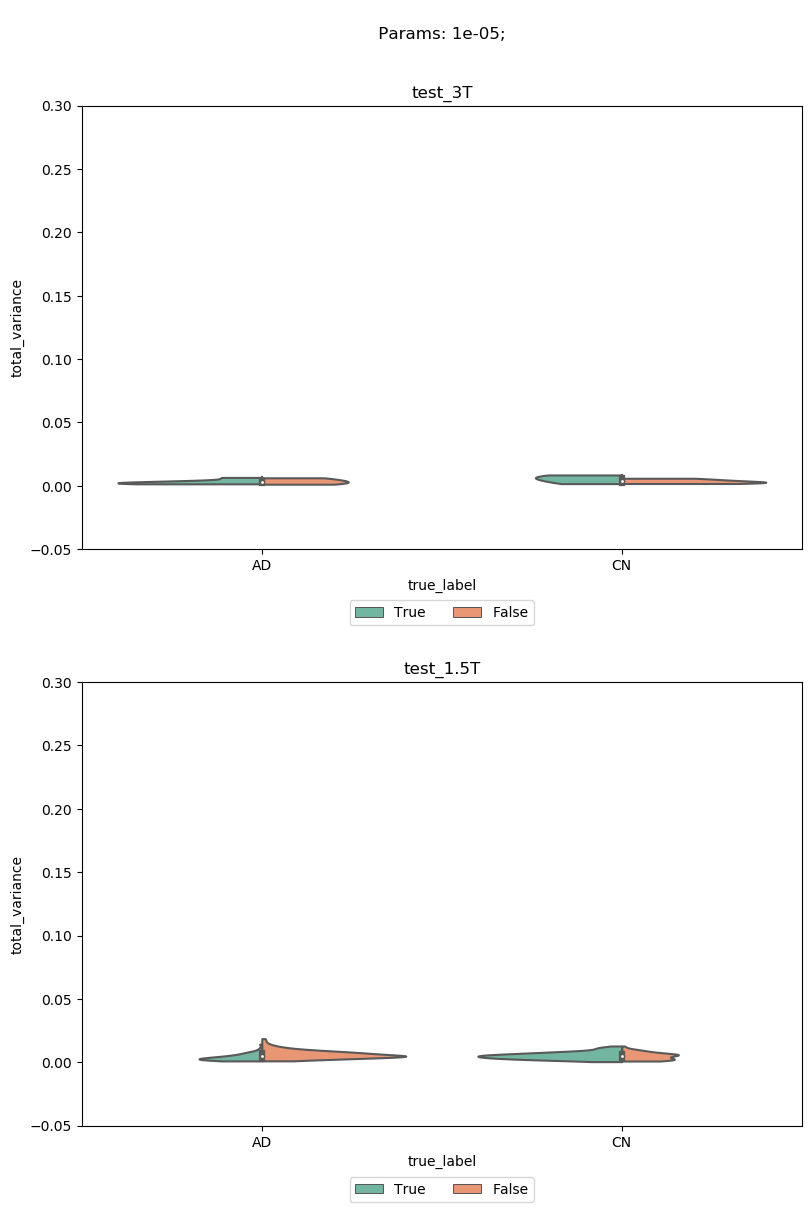 Params: 1e-05;
test_3T
0.30
0.25
0.20
0.15
0.10
0.05
0.00
−0.05
total_variance
AD CN
true_label
True False
test_1.5T
0.30
0.25
0.20
0.15
0.10
0.05
0.00
−0.05
total_variance
AD CN
true_label
True False